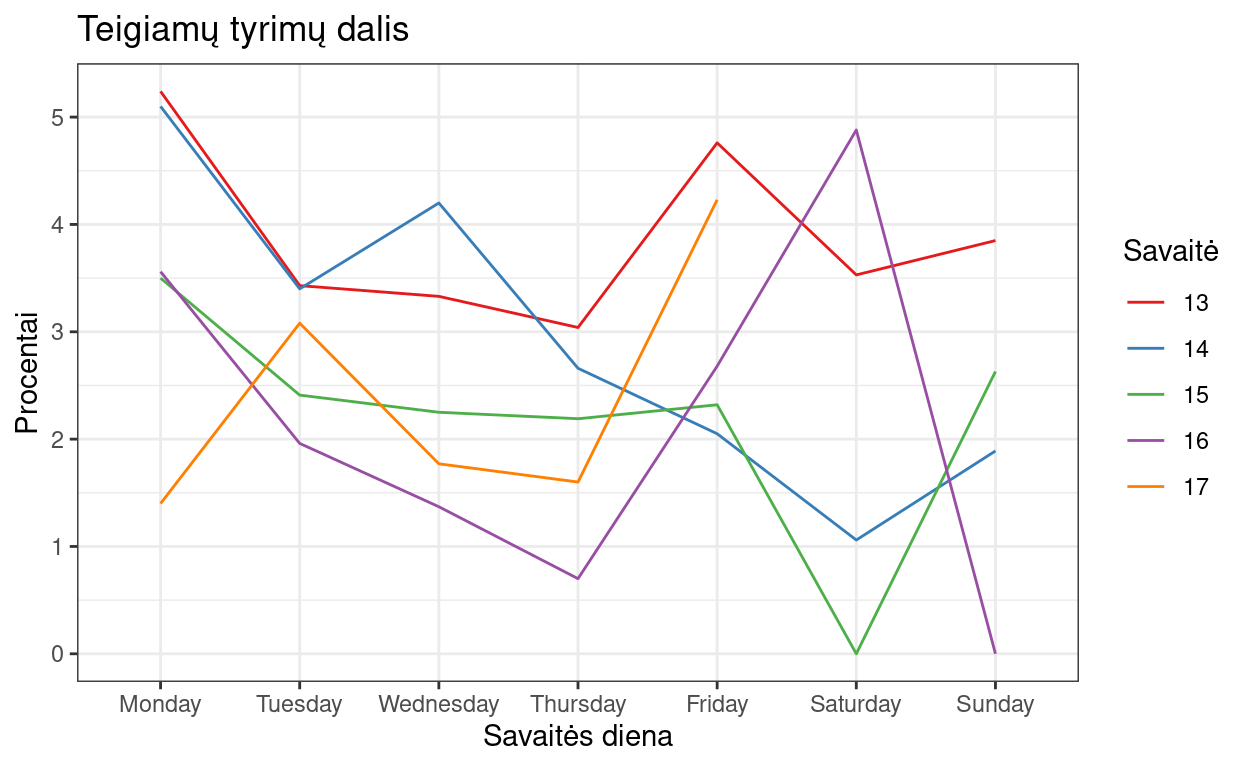 Teigiamų tyrimų dalis
Procentai
5
4
3
2
1
0
Monday Tuesday Wednesday Thursday Friday Saturday Sunday
Savaitės diena
Savaitė
13
14
15
16
17